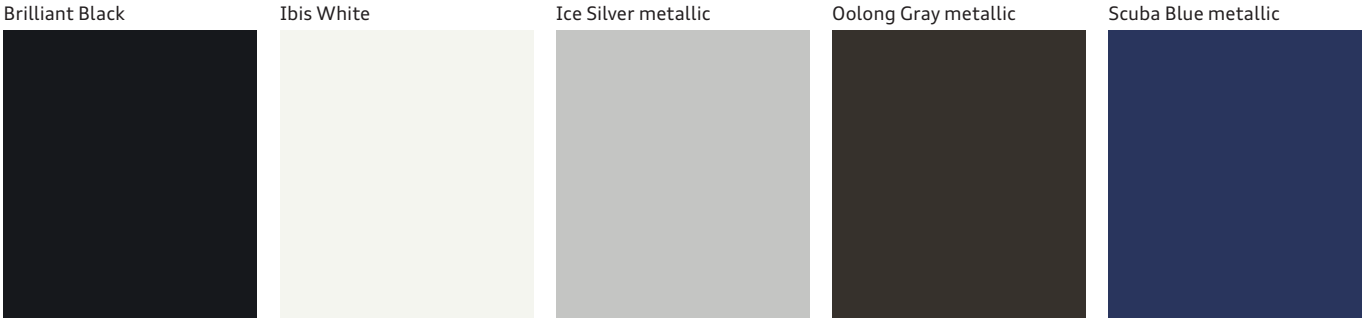 Brilliant Black
Ibis White
Ice Silver metallic
Oolong Gray metallic
Scuba Blue metallic